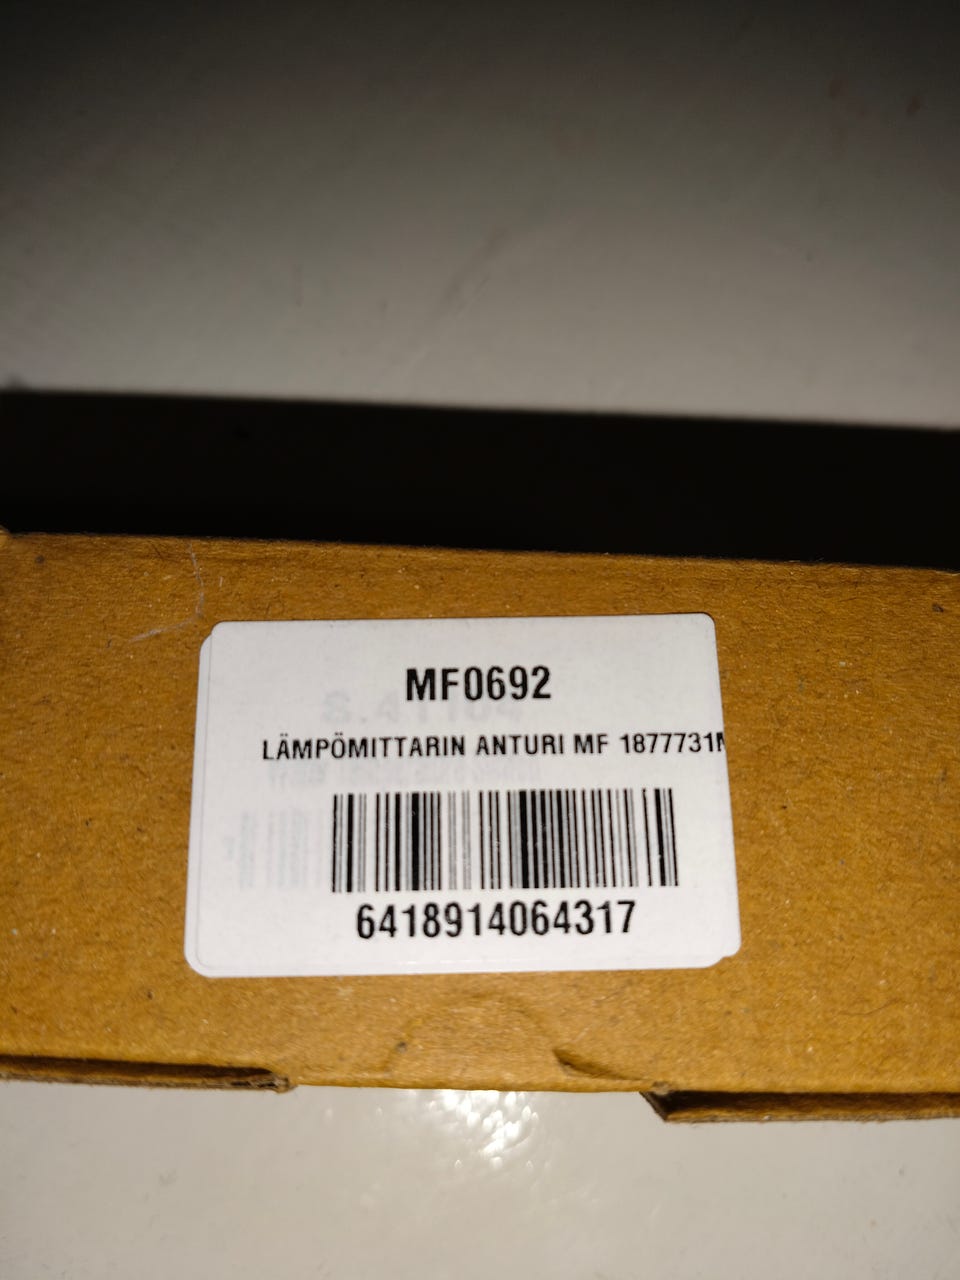 MF0692
LÄMPÖMITTARIN ANTURI MF 1877731M
6418914064317